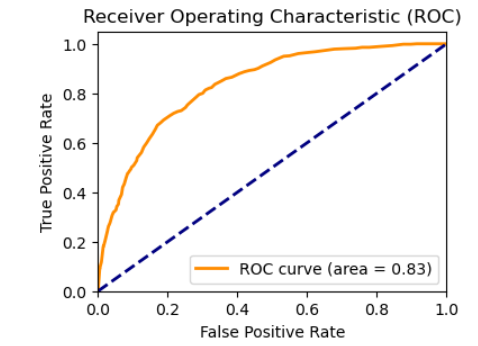 Receiver Operating Characteristic (ROC)
1.0
0.8
0.6
0.4
0.2
0.0
True Positive Rate
ROC curve (area = 0.83)
0.0 0.2 0.4 0.6 0.8 1.0
False Positive Rate